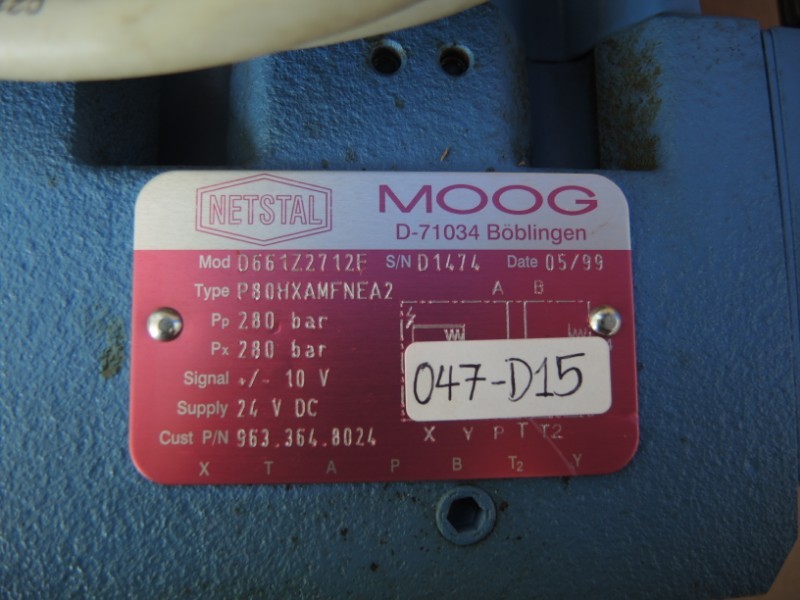 NETSTAL MOOG
D-71034 Böblingen
Mod D661Z2712E S/N D1474 Date 05/99
Type P80HXAMFNEA2 A B
Pp 280 bar
Px 280 bar
Signal +/- 10 V
047-D15
Supply 24 V DC
Cust P/N 963.364.8024 X Y P T T2
X T A P B T2 Y